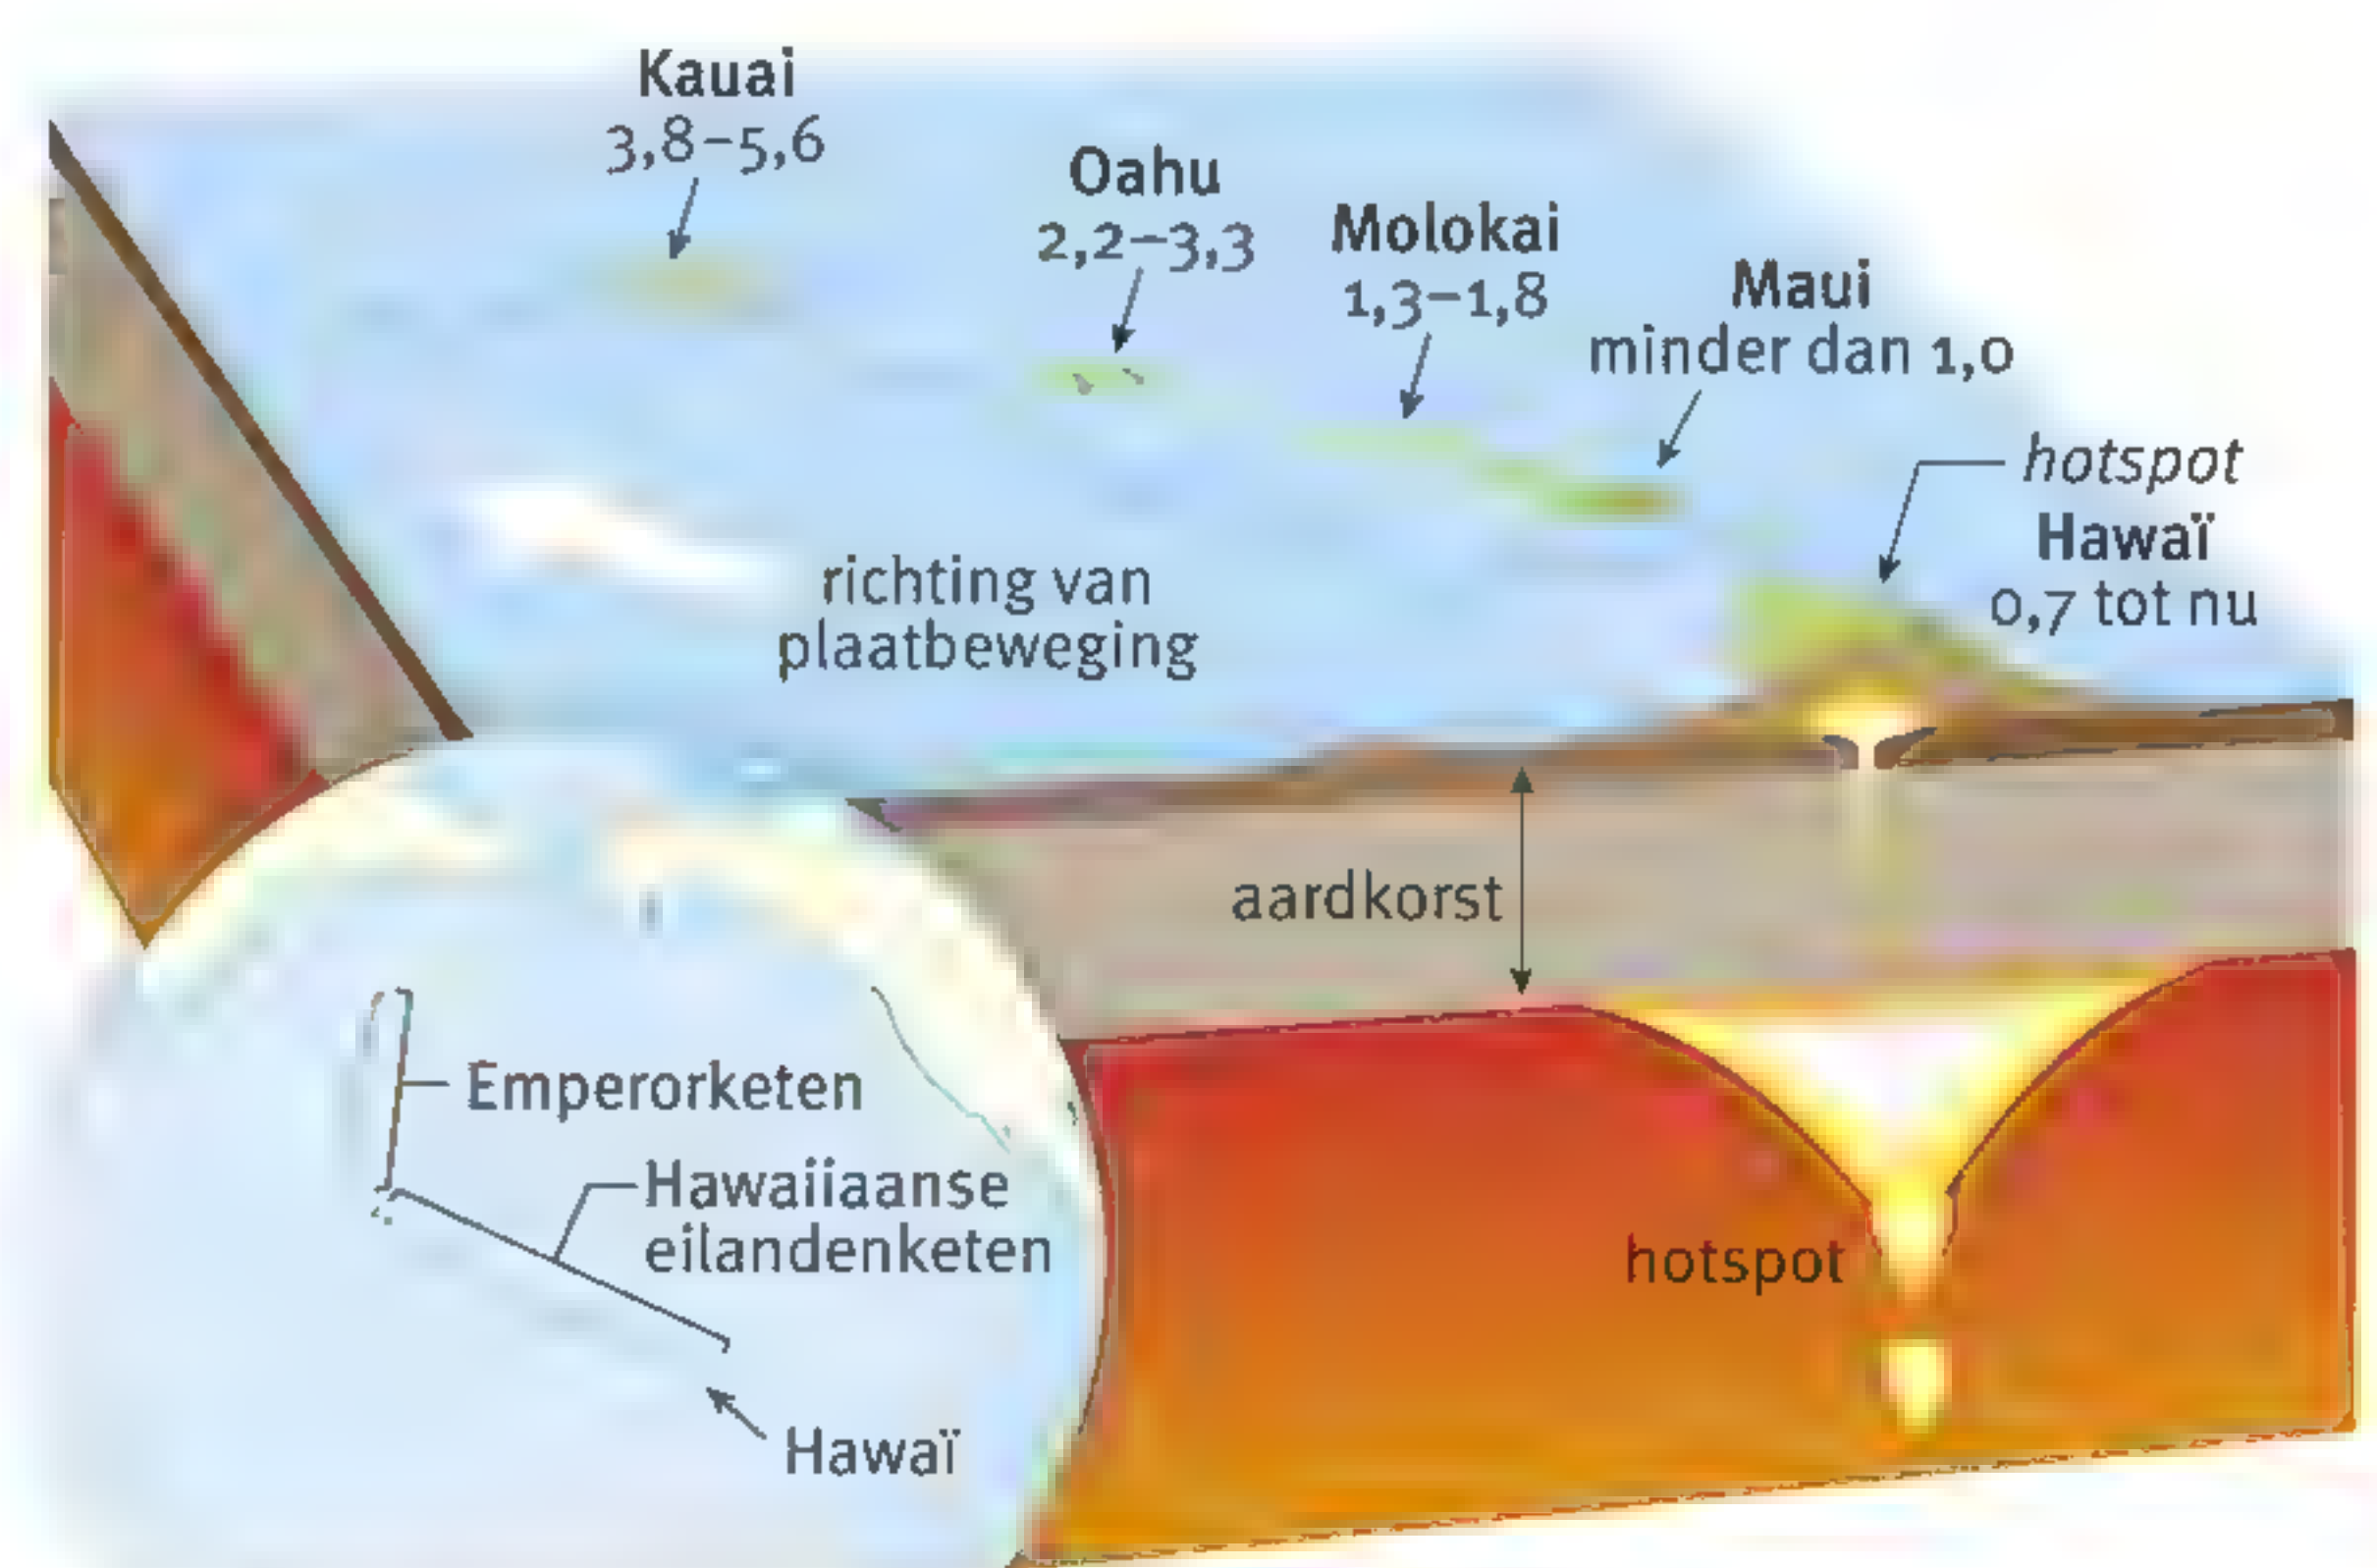 Kauai
3,8–5,6
Oahu
2,2–3,3
Molokai
1,3–1,8
Maui
minder dan 1,0
hotspot
Hawaï
0,7 tot nu
richting van
plaatbeweging
aardkorst
Emperorketen
Hawaiiaanse
eilandenketen
hotspot
Hawaï